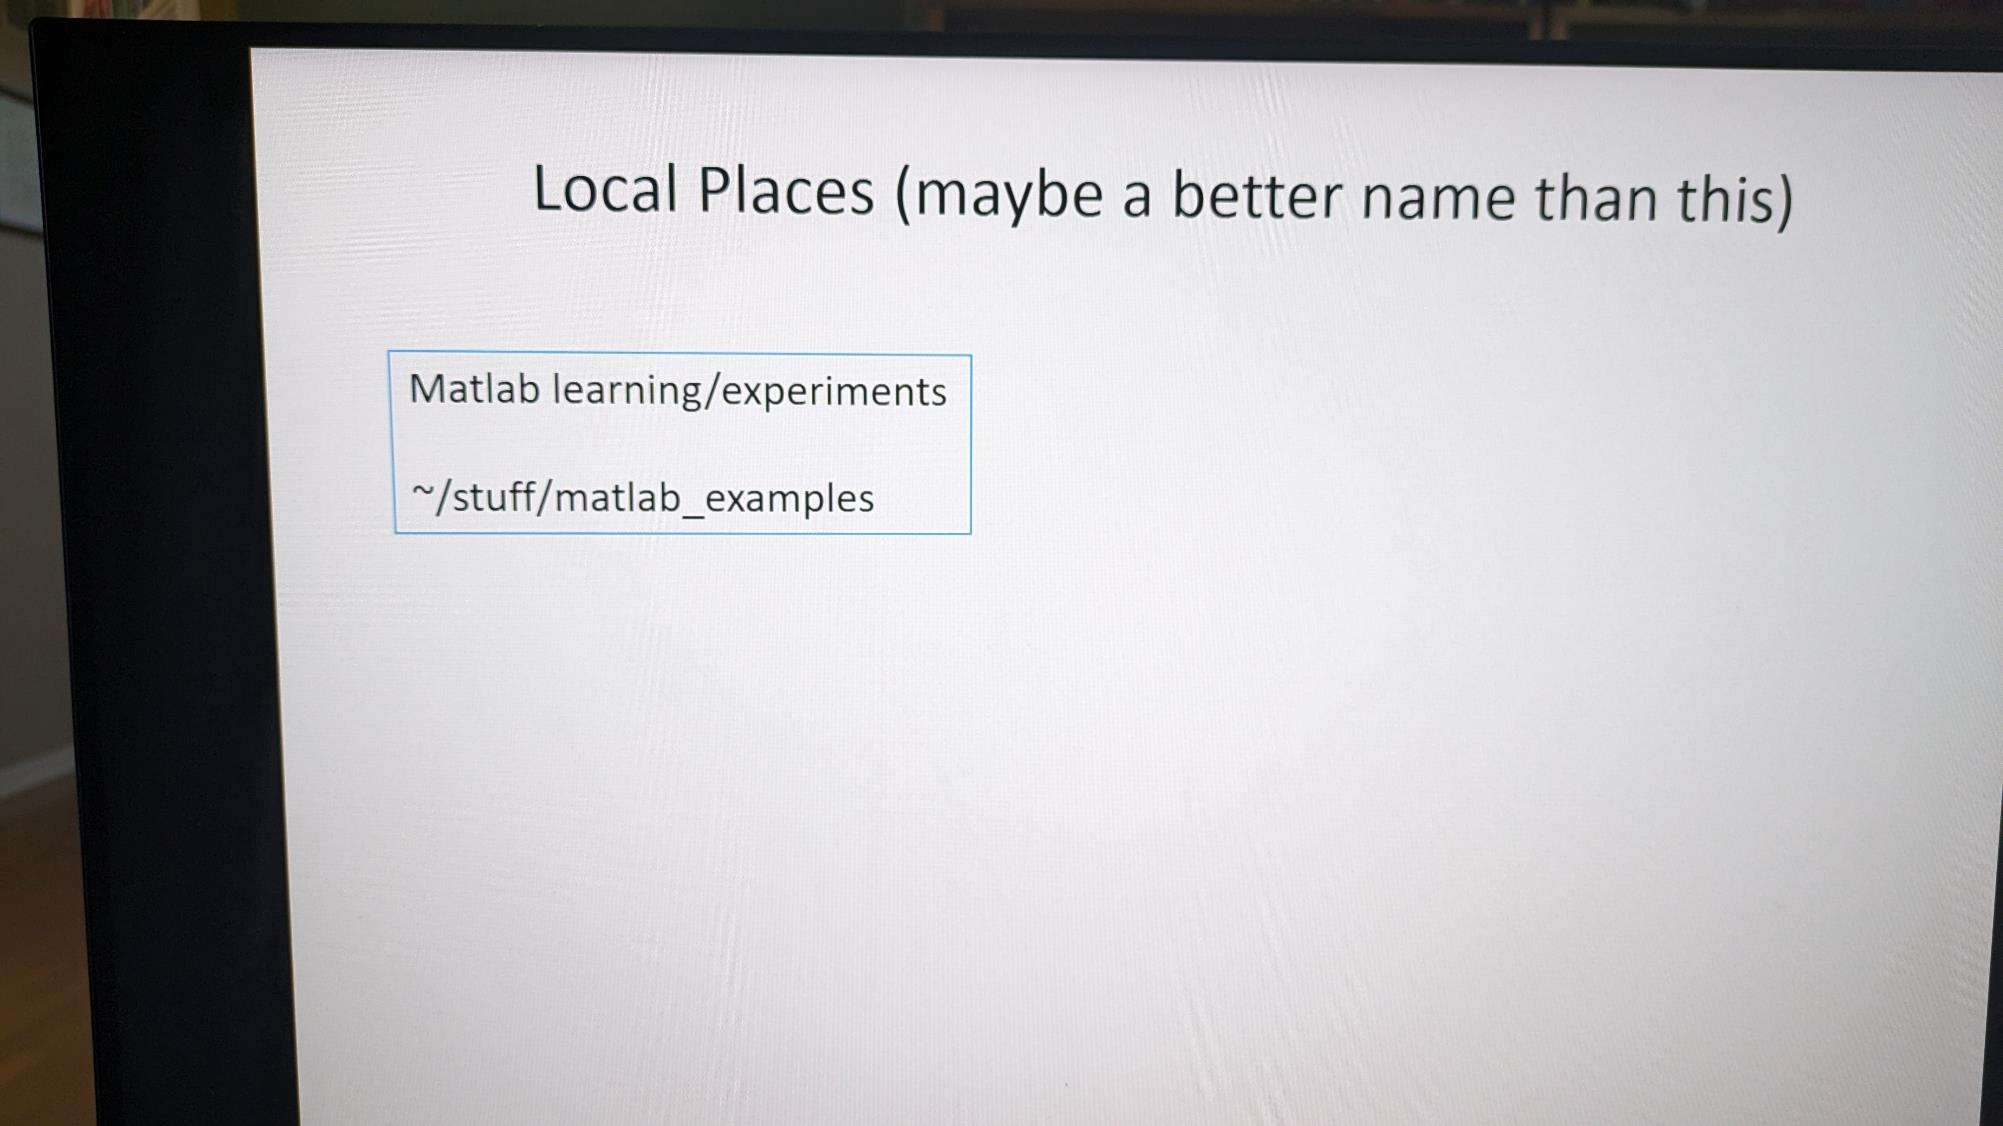 Local Places (maybe a better name than this)
Matlab learning/experiments
~/stuff/matlab_examples